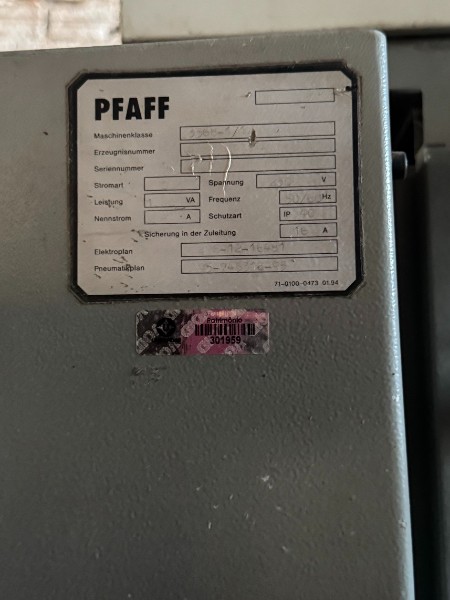 PFAFF
Maschinenklasse
Erzeugnisnummer
Seriennummer
Stromart Spannung V
Leistung VA Frequenz Hz
Nennstrom A Schutzart IP
Sicherung in der Zuleitung 16 A
Elektroplan
Pneumatikplan
71-0100-0473 01.94
Patrimônio
301959